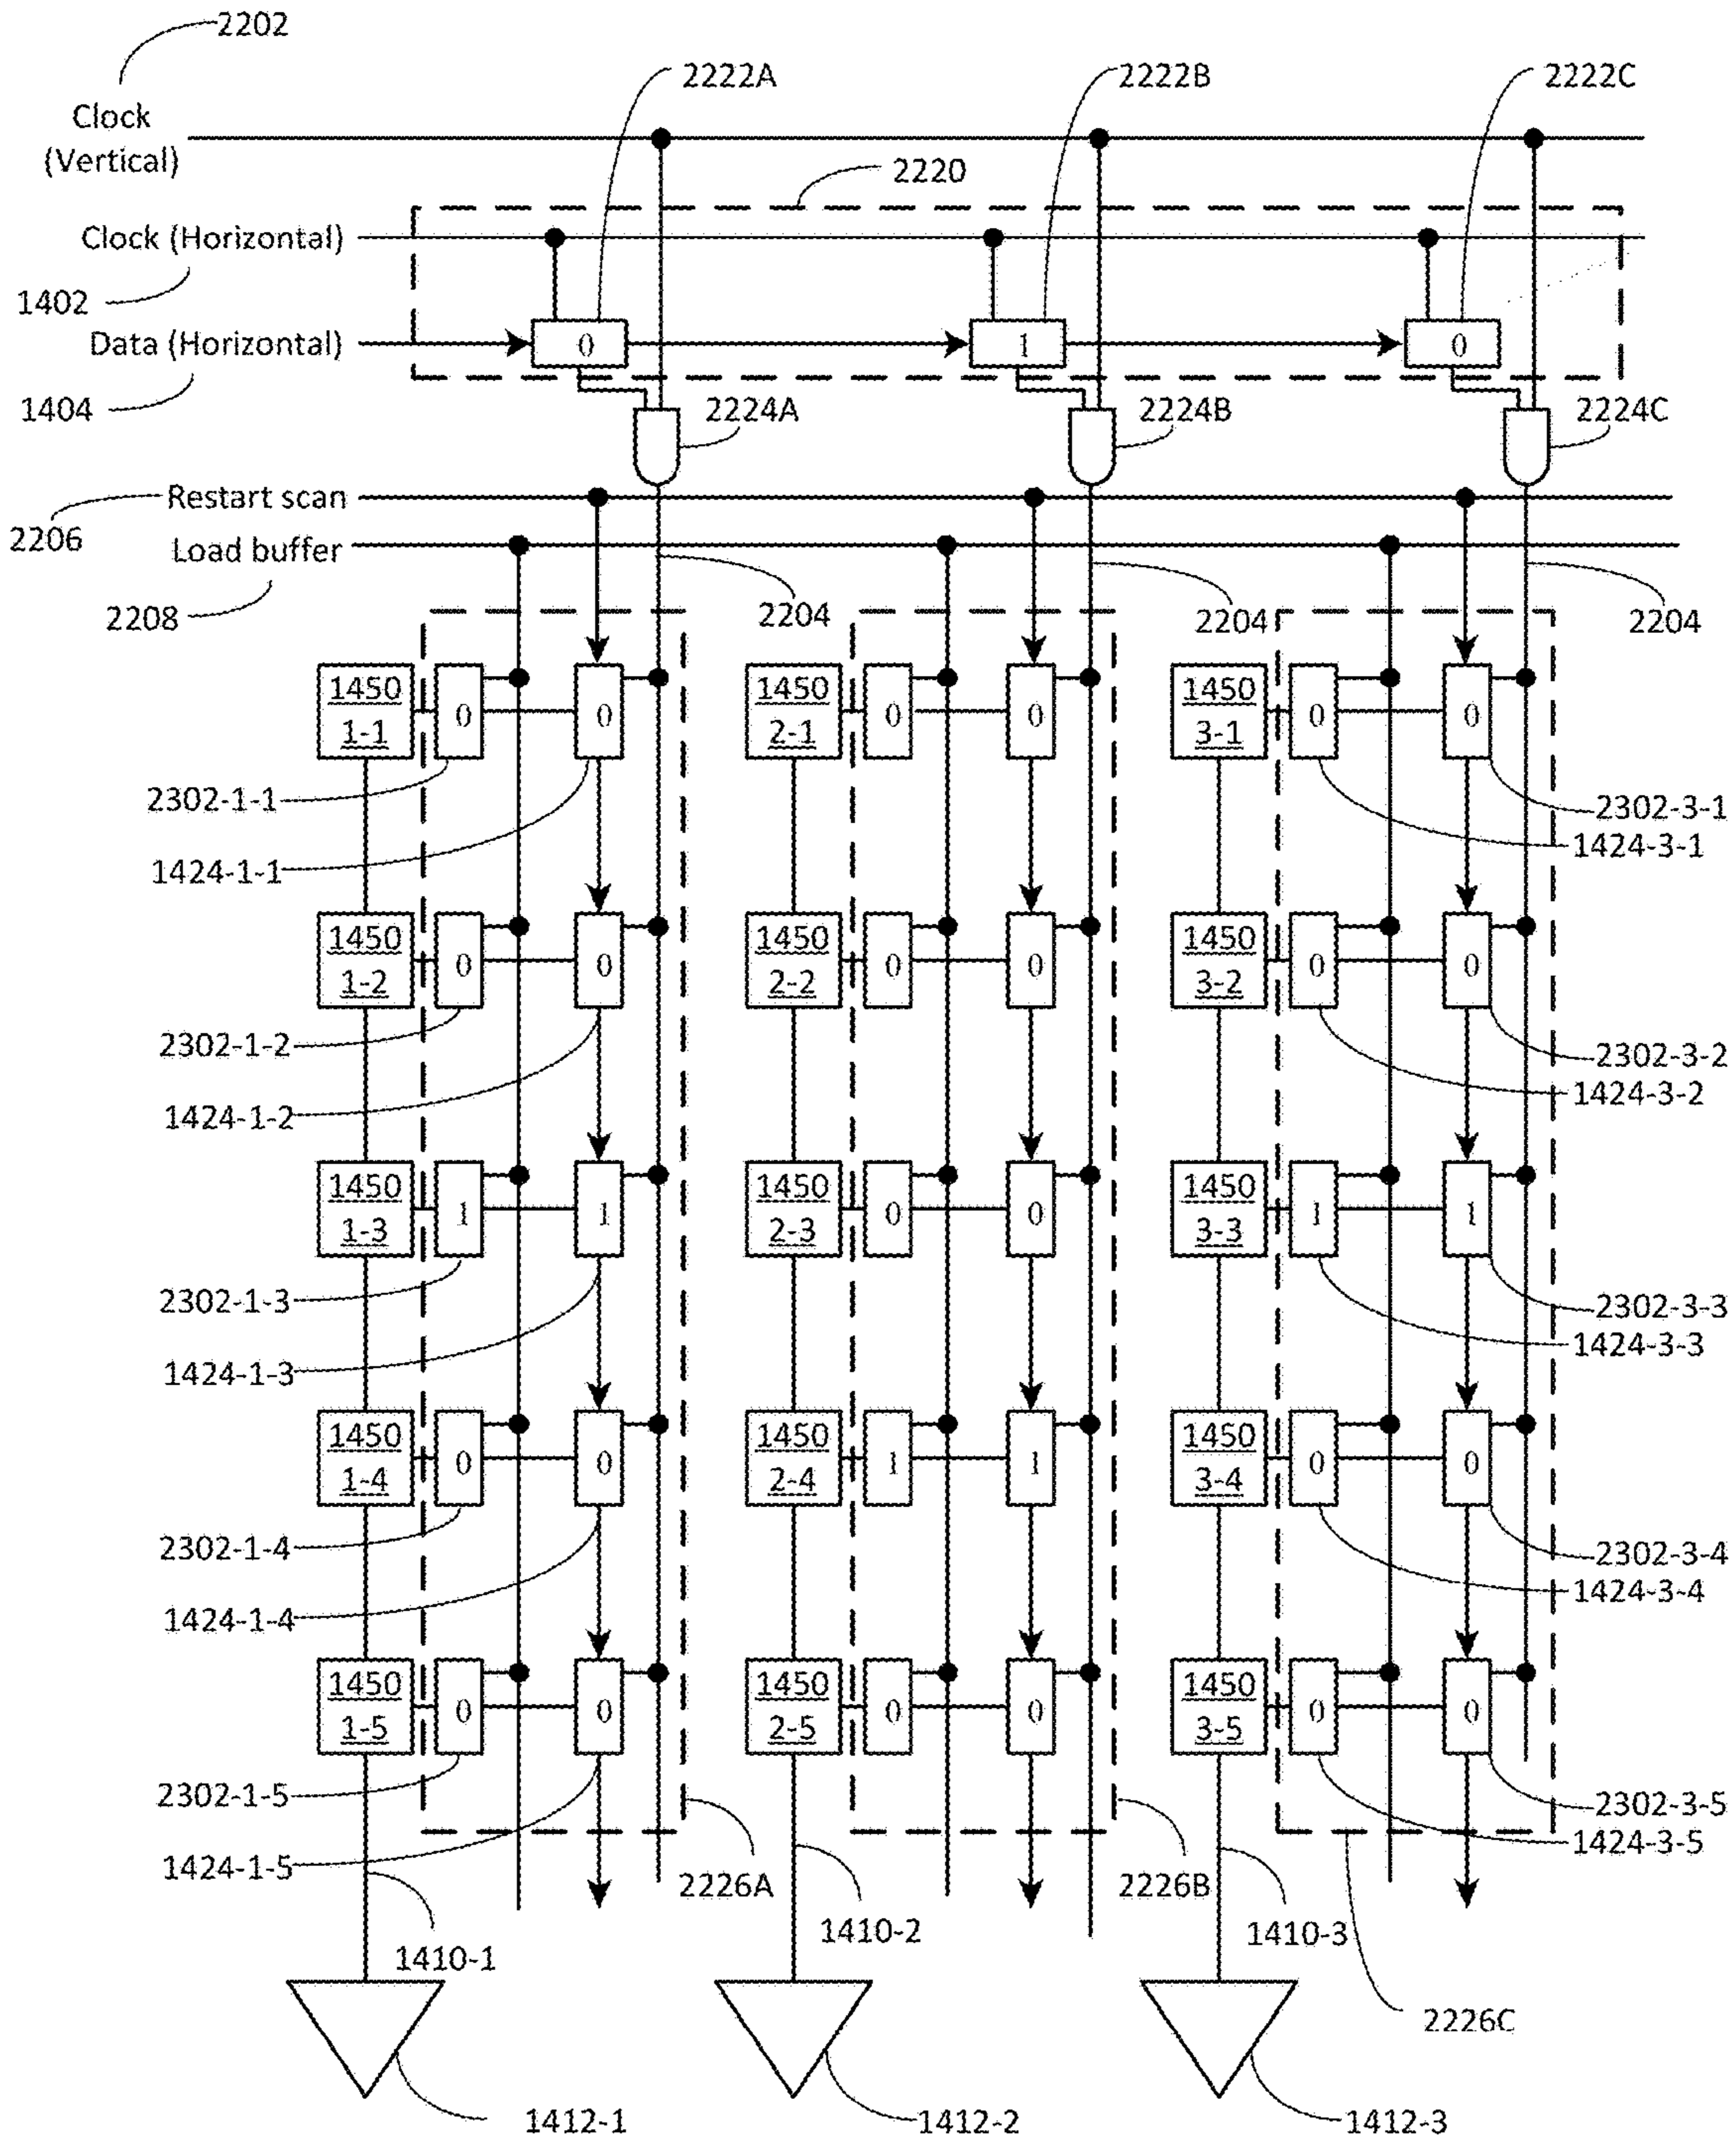 2202
2222A 2222B 2222C
Clock
(Vertical)
2220
Clock (Horizontal)
1402
Data (Horizontal) 0 1 0
1404 2224A 2224B 2224C
Restart scan
2206
Load buffer
2208 2204 2204 2204
1450 1450 1450
1-1 0 0 2-1 0 0 3-1 0 0
2302-1-1 2302-3-1
1424-1-1 1424-3-1
1450 1450 1450
1-2 0 0 2-2 0 0 3-2 0 0
2302-1-2 2302-3-2
1424-1-2 1424-3-2
1450 1450 1450
1-3 1 1 2-3 0 0 3-3 1 1
2302-1-3 2302-3-3
1424-1-3 1424-3-3
1450 1450 1450
1-4 0 0 2-4 1 1 3-4 0 0
2302-1-4 2302-3-4
1424-1-4 1424-3-4
1450 1450 1450
1-5 0 0 2-5 0 0 3-5 0 0
2302-1-5 2302-3-5
1424-1-5 1424-3-5
2226A 2226B
1410-1 1410-2 1410-3
2226C
1412-1 1412-2 1412-3